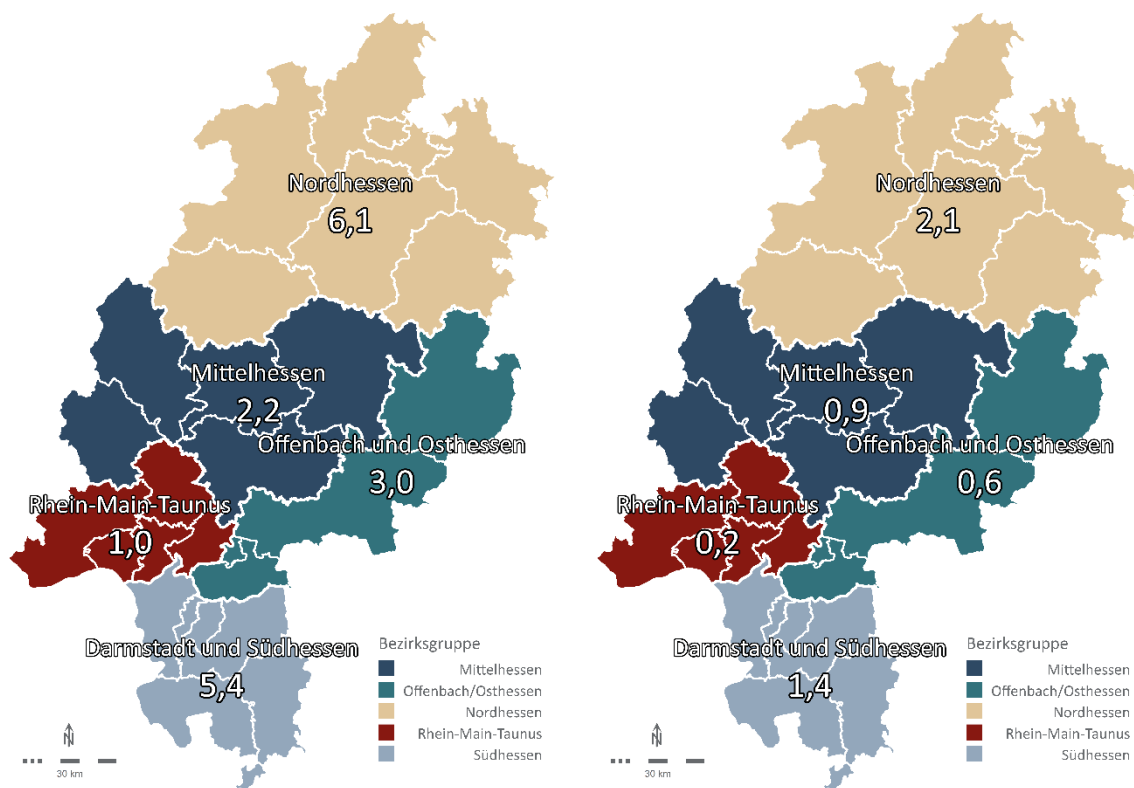 Nordhessen
6,1
Mittelhessen
2,2
Offenbach und Osthessen
3,0
Rhein-Main-Taunus
1,0
Darmstadt und Südhessen
5,4
Bezirksgruppe
Mittelhessen
Offenbach/Osthessen
Nordhessen
Rhein-Main-Taunus
Südhessen
N
30 km
Nordhessen
2,1
Mittelhessen
0,9
Offenbach und Osthessen
0,6
Rhein-Main-Taunus
0,2
Darmstadt und Südhessen
1,4
Bezirksgruppe
Mittelhessen
Offenbach/Osthessen
Nordhessen
Rhein-Main-Taunus
Südhessen
N
30 km